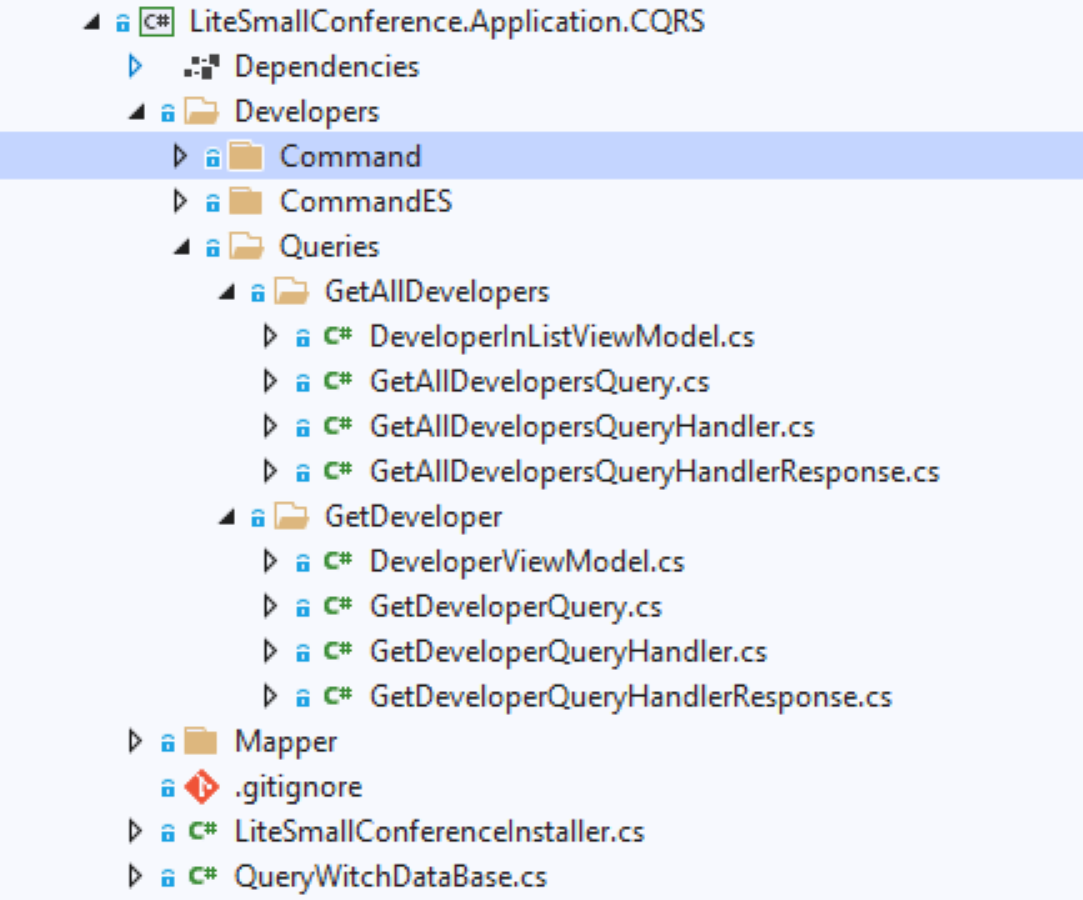 C# LiteSmallConference.Application.CQRS
Dependencies
Developers
Command
CommandES
Queries
GetAllDevelopers
C# DeveloperInListViewModel.cs
C# GetAllDevelopersQuery.cs
C# GetAllDevelopersQueryHandler.cs
C# GetAllDevelopersQueryHandlerResponse.cs
GetDeveloper
C# DeveloperViewModel.cs
C# GetDeveloperQuery.cs
C# GetDeveloperQueryHandler.cs
C# GetDeveloperQueryHandlerResponse.cs
Mapper
.gitignore
C# LiteSmallConferenceInstaller.cs
C# QueryWitchDataBase.cs